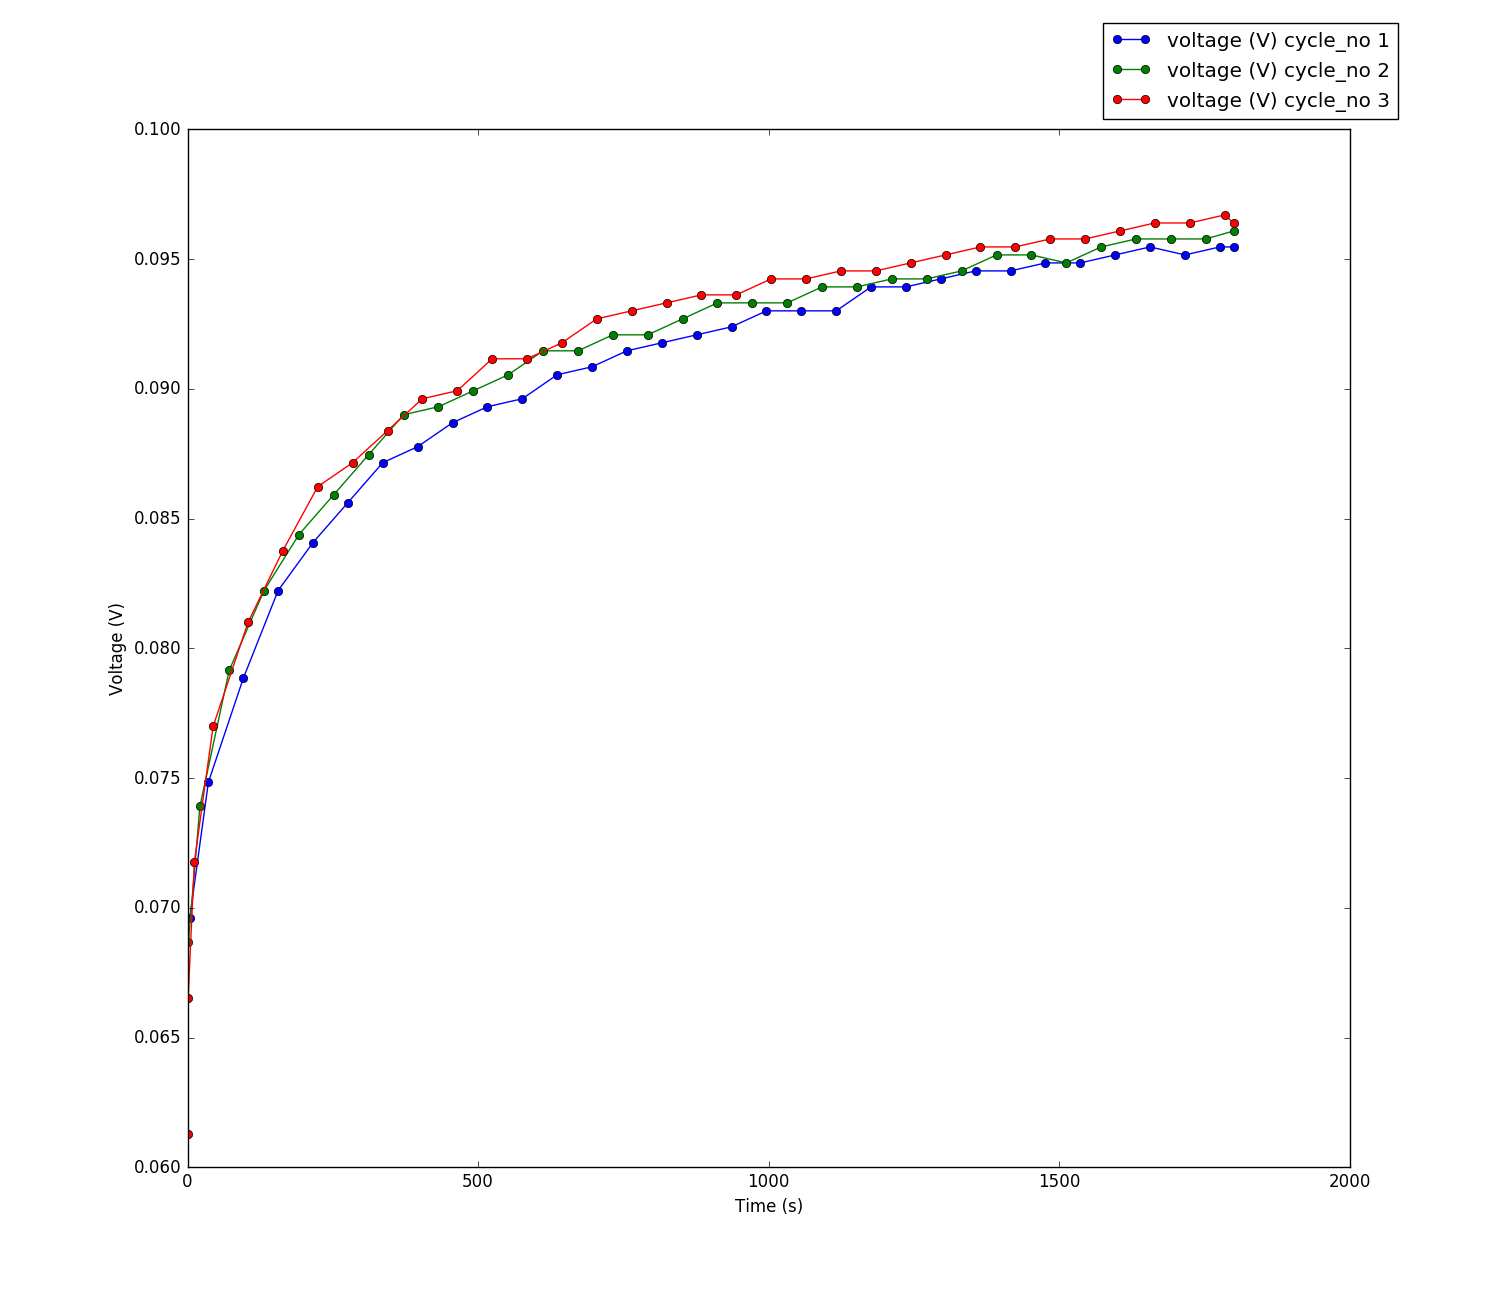 voltage (V) cycle_no 1
voltage (V) cycle_no 2
voltage (V) cycle_no 3
0.100
0.095
0.090
0.085
0.080
0.075
0.070
0.065
0.060
Voltage (V)
0 500 1000 1500 2000
Time (s)